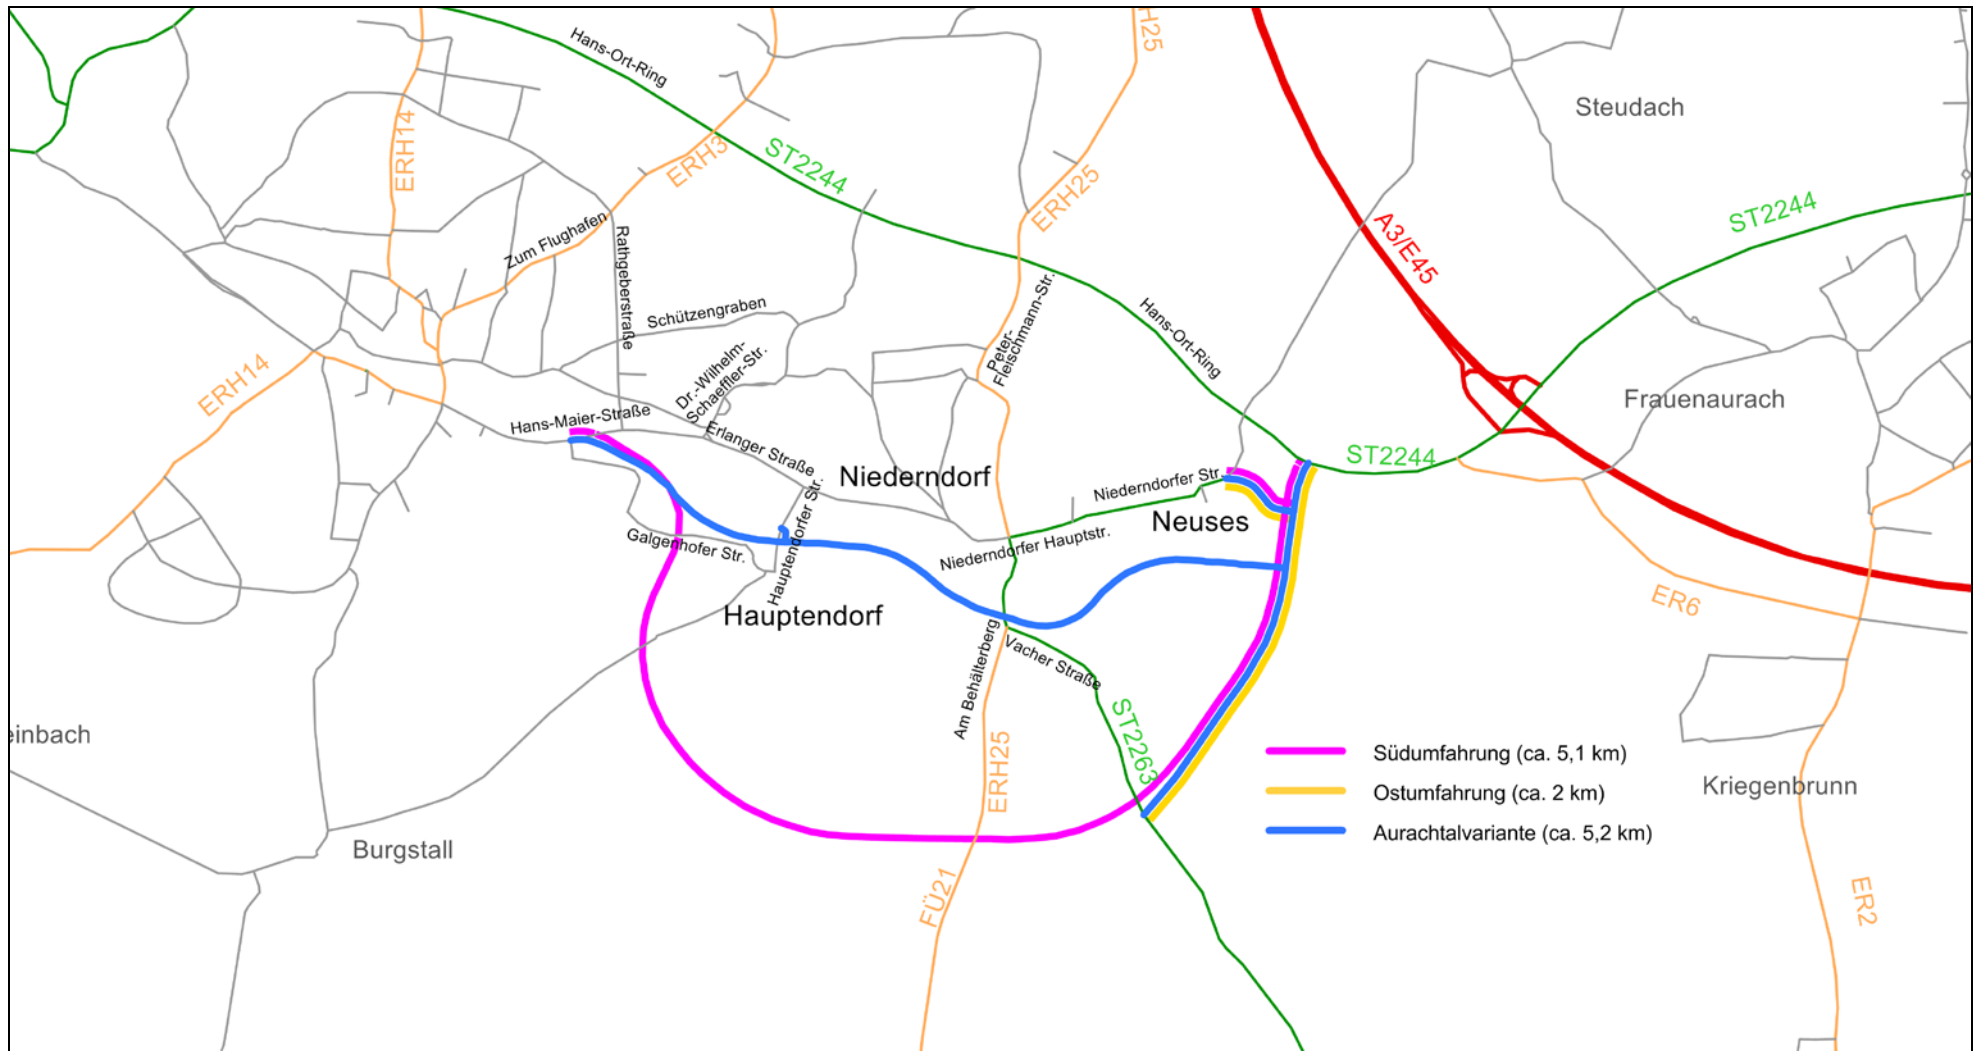 Hans-Ort-Ring
H25
Steudach
ERH14
ERH3
ST2244
ERH25
ST2244
A3/E45
Zum Flughafen
Rathgeberstraße
Schützengraben
Peter-
Fleischmann-Str.
Hans-Ort-Ring
ERH14
Dr.-Wilhelm-
Schaeffler-Str.
Frauenaurach
Hans-Maier-Straße
Erlanger Straße
ST2244
Niederndorf
Niederndorfer Str.
Neuses
Hauptendorfer Str.
Galgenhofer Str.
Niederndorfer Hauptstr.
ER6
Hauptendorf
Am Behälterberg
Vacher Straße
einbach
ST2263
ERH25
Südumfahrung (ca. 5,1 km)
Ostumfahrung (ca. 2 km)
Aurachtalvariante (ca. 5,2 km)
Kriegenbrunn
Burgstall
FÜ21
ER2